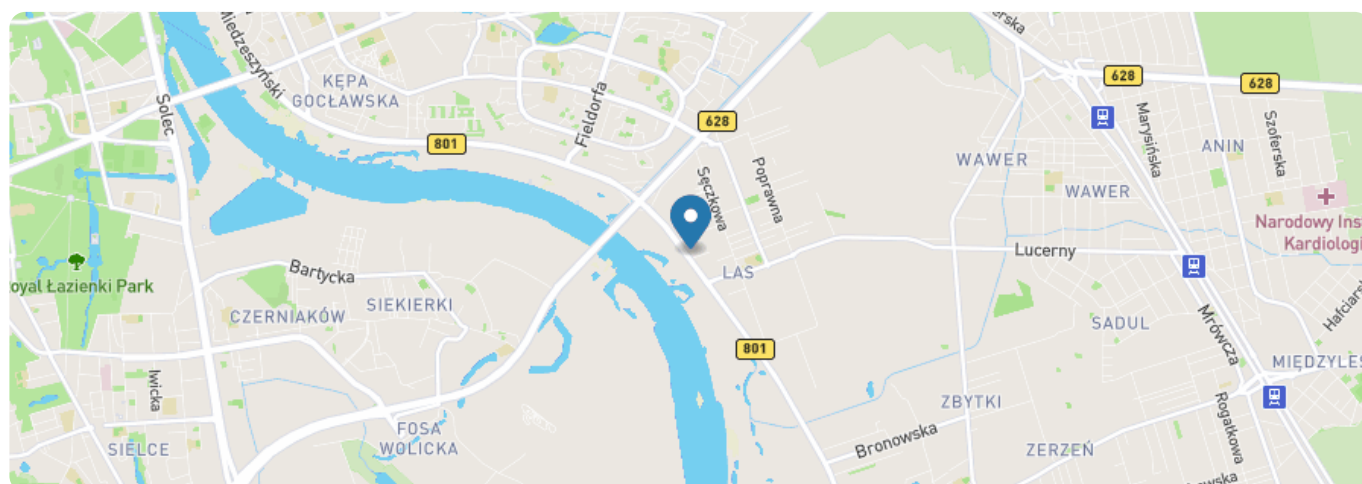 Miedzeszyński
KĘPA
GOCŁAWSKA
Solec
801
Fieldorfa
628
628
628
Marysińska
Szoferska
ANIN
WAWER
WAWER
Sęczkowa
Poprawna
Narodowy Ins
Kardiologi
Lucerny
LAS
Bartycka
SIEKIERKI
CZERNIAKÓW
oyal Łazienki Park
Hafciarsk
SADUL
Mrówcza
MIĘDZYLES
801
Iwicka
ZBYTKI
Rogatkowa
FOSA
WOLICKA
Bronowska
ZERZEŃ
SIELCE